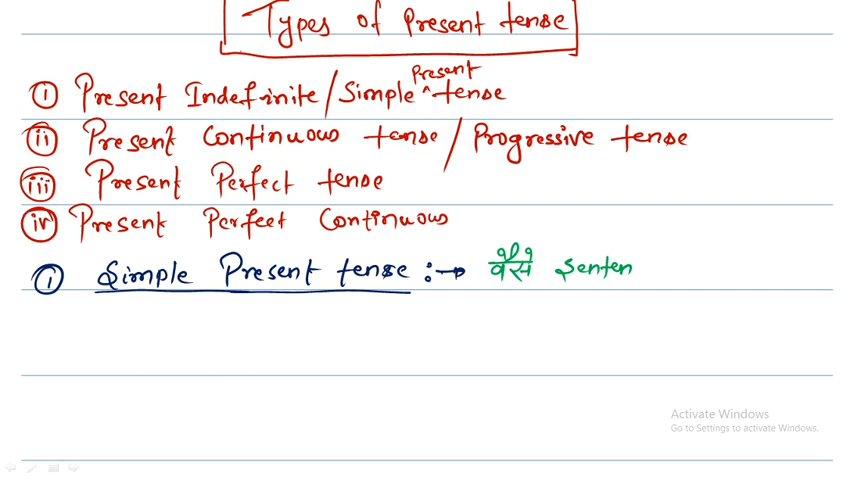 Types of Present tense
(i) Present Indefinite/Simple ^Present tense
(ii) Present Continuous tense / Progressive tense
(iii) Present Perfect tense
(iv) Present Perfect Continuous
(i) Simple Present tense :→ Senten
Activate Windows
Go to Settings to activate Windows.